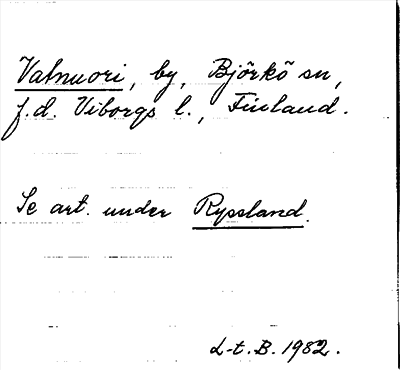 Vatnuori, by, Björkö sn,
f.d. Viborgs l., Finland.
Se art. under Ryssland.
L-t. B. 1982.